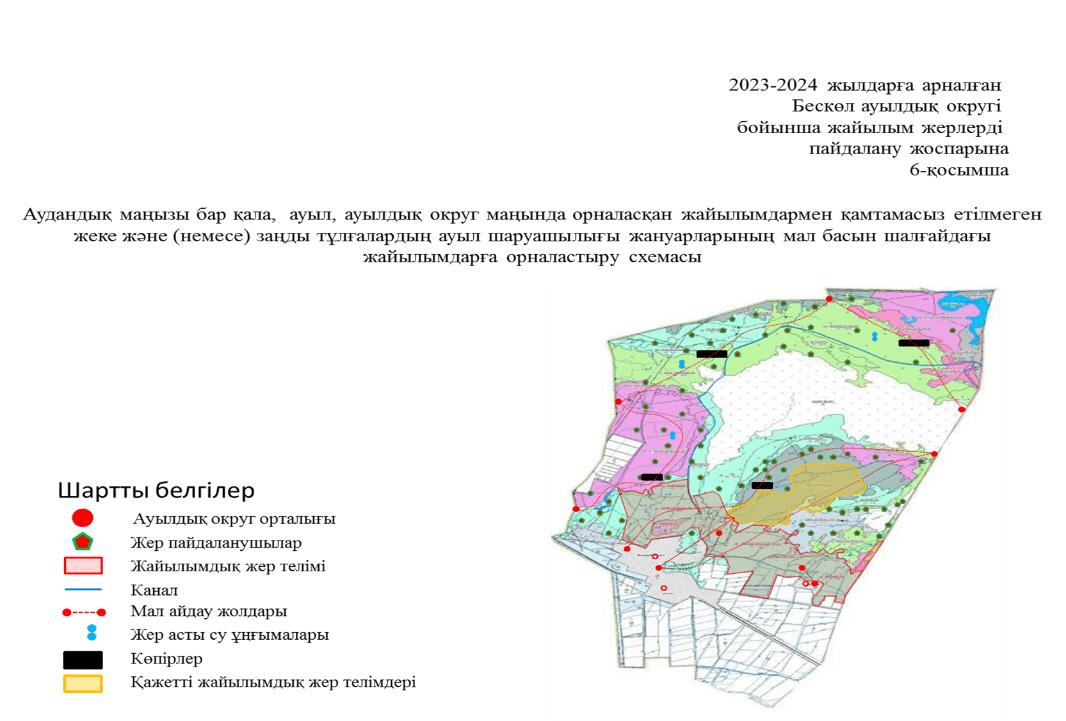 2023-2024 жылдарға арналған
Бескөл ауылдық округі
бойынша жайылым жерлерді
пайдалану жоспарына
6-қосымша
Аудандық маңызы бар қала, ауыл, ауылдық округ маңында орналасқан жайылымдармен қамтамасыз етілмеген
жеке және (немесе) заңды тұлғалардың ауыл шаруашылығы жануарларының мал басын шалғайдағы
жайылымдарға орналастыру схемасы
Шартты белгілер
Ауылдық округ орталығы
Жер пайдаланушылар
Жайылымдық жер телімі
Канал
Мал айдау жолдары
Жер асты су ұңғымалары
Көпірлер
Қажетті жайылымдық жер телімдері